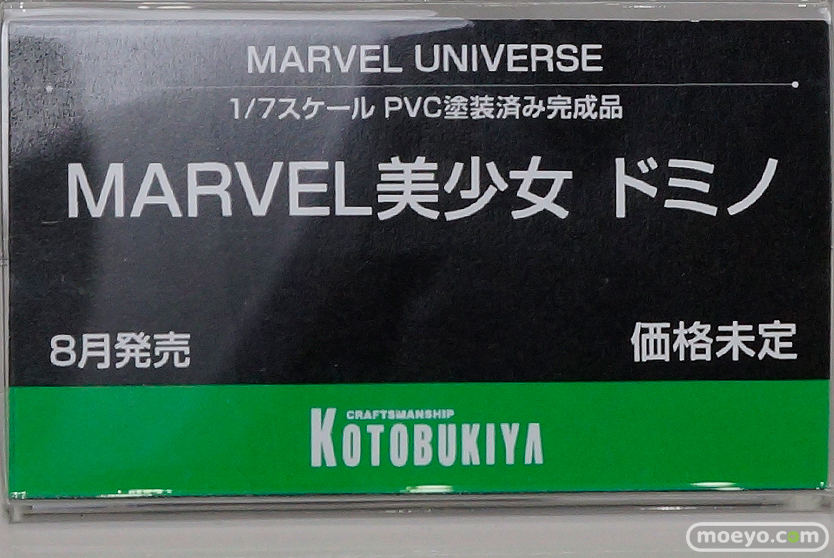 MARVEL UNIVERSE
1/7スケール PVC塗装済み完成品
MARVEL美少女 ドミノ
8月発売
価格未定
CRAFTSMANSHIP
KOTOBUKIYA
moeyo.com